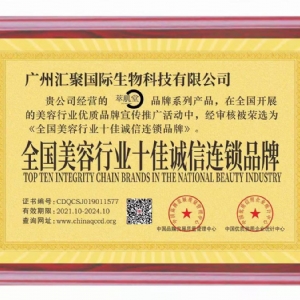 广州汇聚国际生物科技有限公司
贵公司经营的 萃航堂 品牌系列产品，在全国开展
的美容行业优质品牌宣传推广活动中，经审核被荣选为
《全国美容行业十佳诚信连锁品牌》。
全国美容行业十佳诚信连锁品牌
TOP TEN INTEGRITY CHAIN BRANDS IN THE NATIONAL BEAUTY INDUSTRY
证书编号：CDQCSJ019011577
有效期限：2021.10-2024.10
查询网址：www.chinaqccd.org